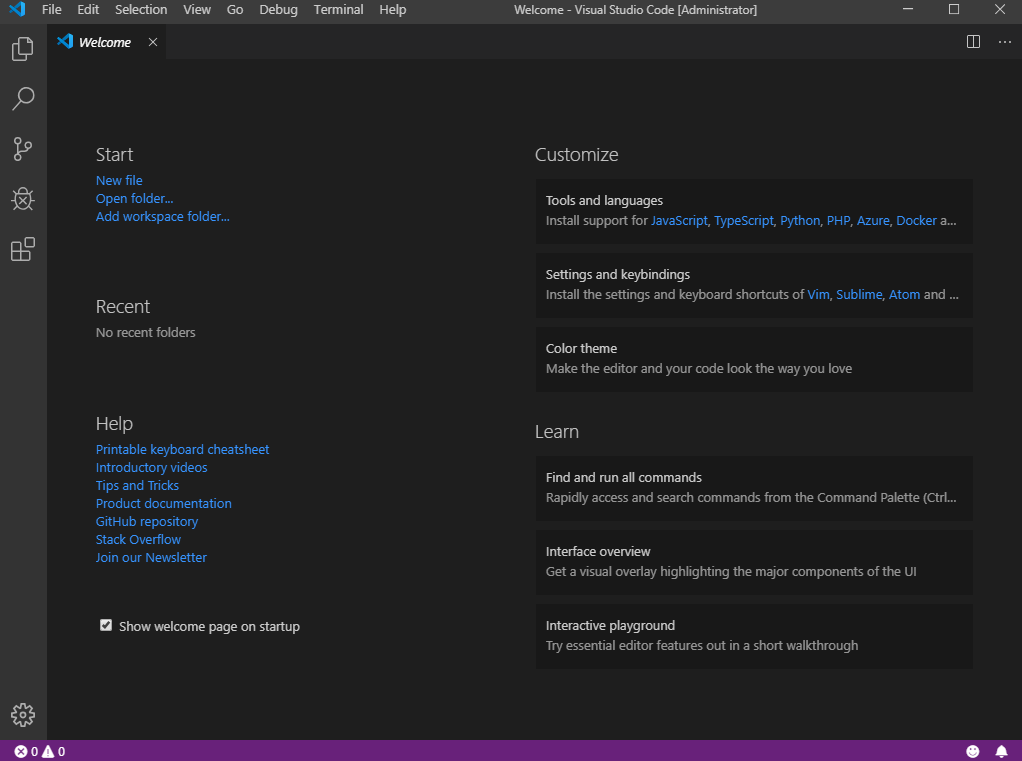 File Edit Selection View Go Debug Terminal Help Welcome - Visual Studio Code [Administrator]
Welcome
Start
New file
Open folder...
Add workspace folder...
Recent
No recent folders
Help
Printable keyboard cheatsheet
Introductory videos
Tips and Tricks
Product documentation
GitHub repository
Stack Overflow
Join our Newsletter
Show welcome page on startup
Customize
Tools and languages
Install support for JavaScript, TypeScript, Python, PHP, Azure, Docker a...
Settings and keybindings
Install the settings and keyboard shortcuts of Vim, Sublime, Atom and ...
Color theme
Make the editor and your code look the way you love
Learn
Find and run all commands
Rapidly access and search commands from the Command Palette (Ctrl...
Interface overview
Get a visual overlay highlighting the major components of the UI
Interactive playground
Try essential editor features out in a short walkthrough
0 0